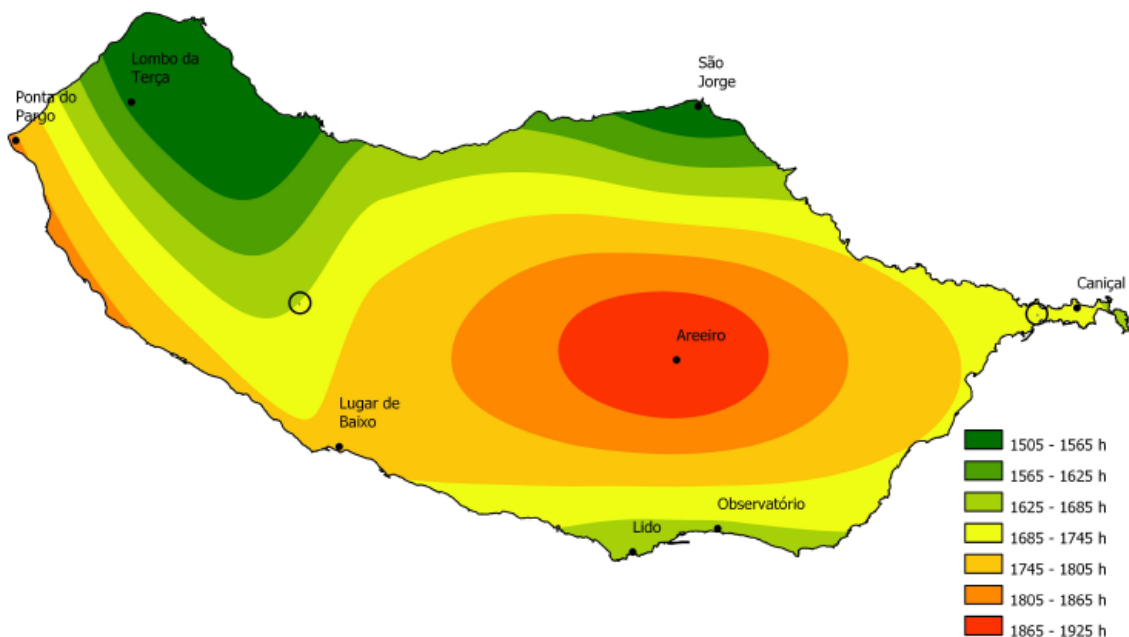 Lombo da
Terça
São
Jorge
Ponta do
Pargo
Caniçal
Areeiro
Lugar de
Baixo
Observatório
Lido
1505 - 1565 h
1565 - 1625 h
1625 - 1685 h
1685 - 1745 h
1745 - 1805 h
1805 - 1865 h
1865 - 1925 h